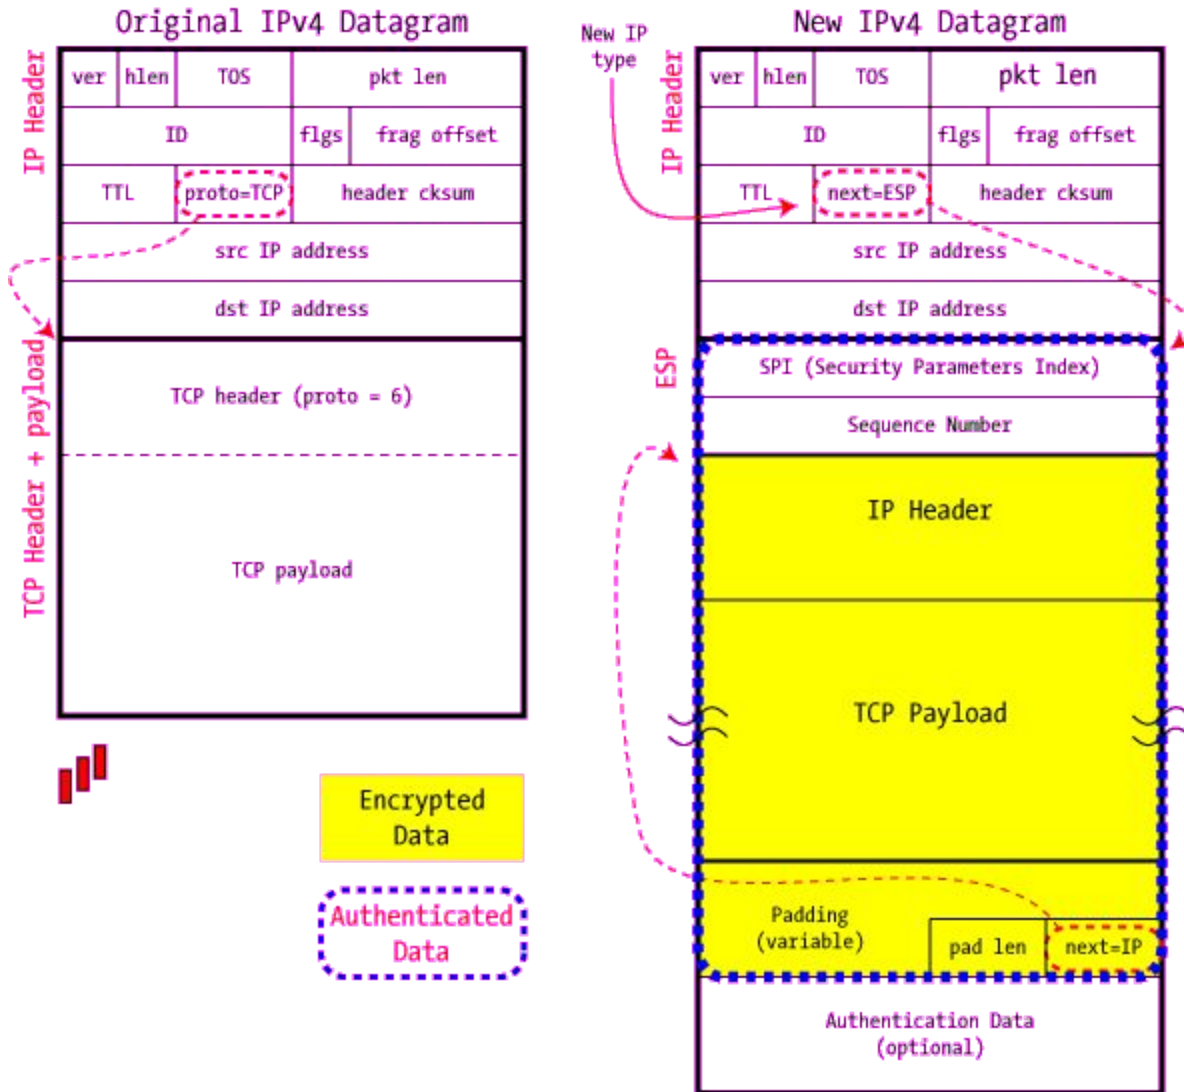 Original IPv4 Datagram
IP Header
ver hlen TOS pkt len
ID flgs frag offset
TTL proto=TCP header cksum
src IP address
dst IP address
TCP Header + payload
TCP header (proto = 6)
TCP payload
Encrypted
Data
Authenticated
Data
New IPv4 Datagram
New IP
type
IP Header
ver hlen TOS pkt len
ID flgs frag offset
TTL next=ESP header cksum
src IP address
dst IP address
ESP
SPI (Security Parameters Index)
Sequence Number
IP Header
TCP Payload
Padding
(variable)
pad len next=IP
Authentication Data
(optional)